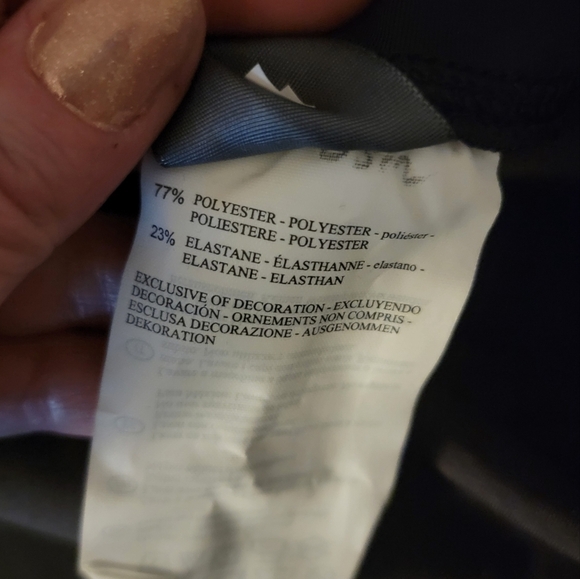 77% POLYESTER - POLYESTER - poliéster -
POLIESTERE - POLYESTER
23% ELASTANE - ÉLASTHANNE - elastano -
ELASTANE - ELASTHAN
EXCLUSIVE OF DECORATION - EXCLUYENDO
DECORACIÓN - ORNEMENTS NON COMPRIS -
ESCLUSA DECORAZIONE - AUSGENOMMEN
DEKORATION